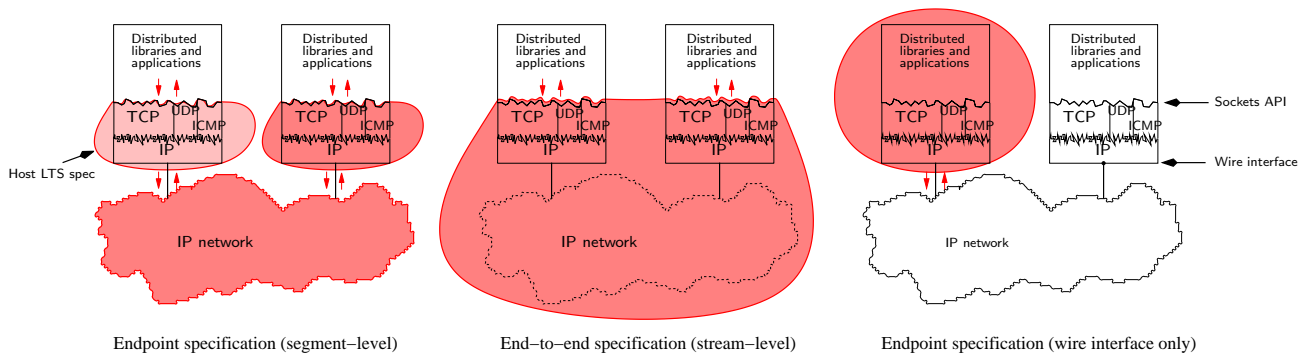 Distributed
libraries and
applications
TCP
UDP
ICMP
IP
Distributed
libraries and
applications
TCP
UDP
ICMP
IP
Host LTS spec
IP network
Endpoint specification (segment−level)
Distributed
libraries and
applications
TCP
UDP
ICMP
IP
Distributed
libraries and
applications
TCP
UDP
ICMP
IP
IP network
End−to−end specification (stream−level)
Distributed
libraries and
applications
TCP
UDP
ICMP
IP
Distributed
libraries and
applications
TCP
UDP
ICMP
IP
Sockets API
Wire interface
IP network
Endpoint specification (wire interface only)